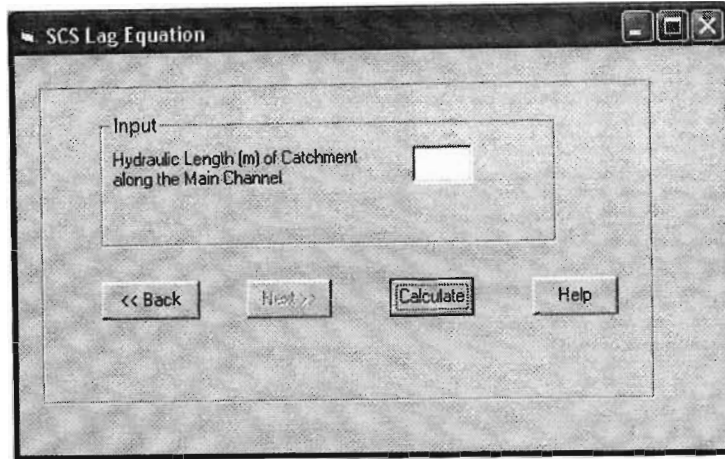 SCS Lag Equation
Input
Hydraulic Length (m) of Catchment
along the Main Channel
<< Back
Next >>
Calculate
Help